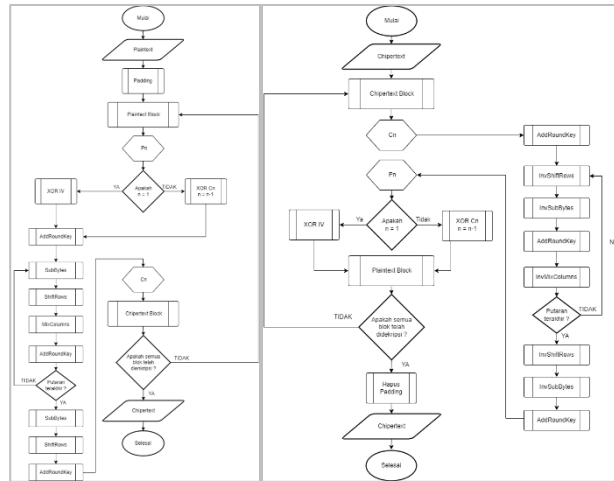 Mulai
Plaintext
Padding
Plaintext Block
Pn
Apakah
n = 1
YA
TIDAK
XOR IV
XOR Cn
n = n-1
AddRoundKey
SubBytes
ShiftRows
MixColumns
AddRoundKey
Putaran
terakhir ?
TIDAK
YA
SubBytes
ShiftRows
AddRoundKey
Cn
Chipertext Block
Apakah semua
blok telah
dienkripsi ?
TIDAK
YA
Chipertext
Selesai
Mulai
Chipertext
Chipertext Block
Cn
Pn
Apakah
n = 1
Ya
Tidak
XOR IV
XOR Cn
n = n-1
Plaintext Block
Apakah semua
blok telah
didekripsi ?
TIDAK
YA
Hapus
Padding
Chipertext
Selesai
AddRoundKey
InvShiftRows
InvSubBytes
AddRoundKey
InvMixColumns
Putaran
terakhir ?
N
YA
InvShiftRows
InvSubBytes
AddRoundKey